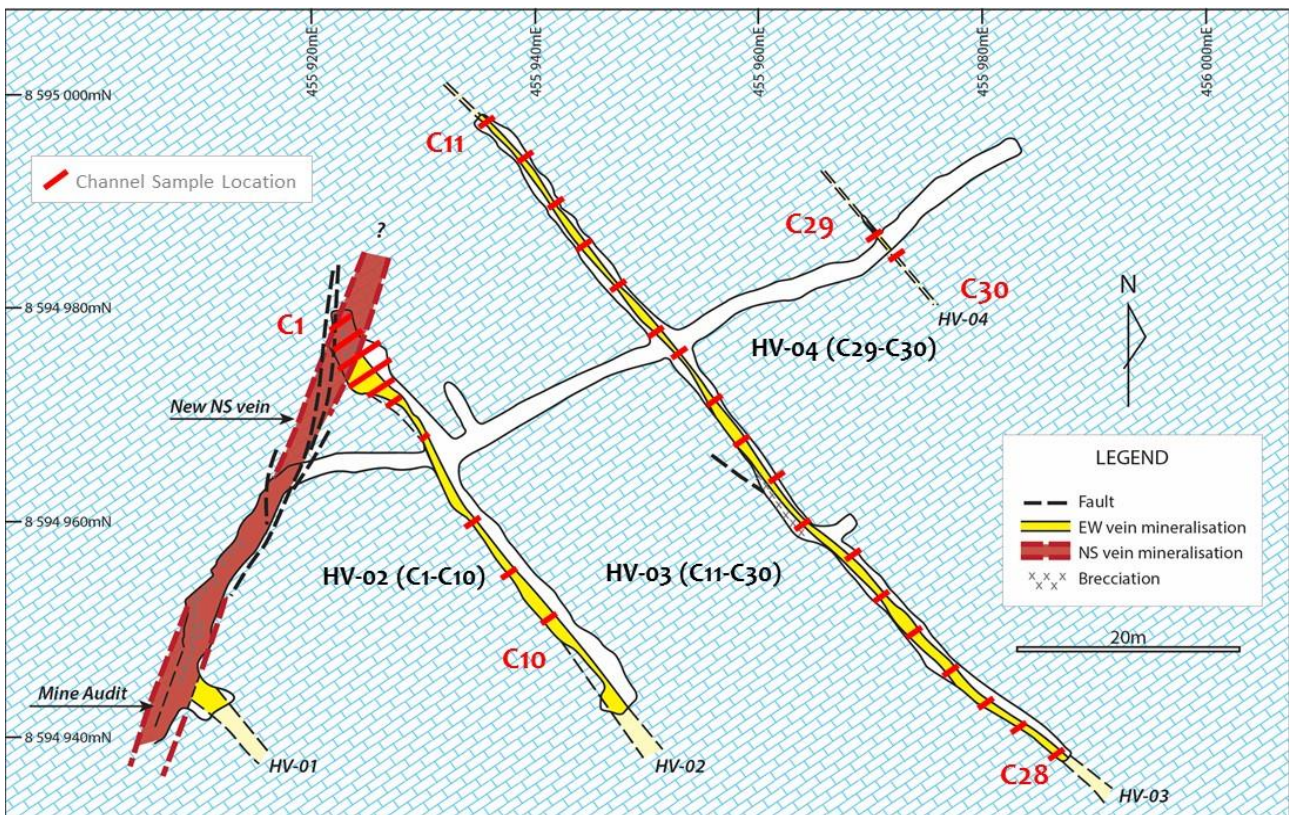 455 920mE
455 940mE
455 960mE
455 980mE
456 000mE
8 595 000mN
C11
Channel Sample Location
C29
?
C30
8 594 980mN
HV-04
C1
N
HV-04 (C29-C30)
New NS vein
LEGEND
Fault
EW vein mineralisation
NS vein mineralisation
Brecciation
8 594 960mN
HV-02 (C1-C10)
HV-03 (C11-C30)
20m
C10
Mine Audit
8 594 940mN
HV-01
HV-02
C28
HV-03